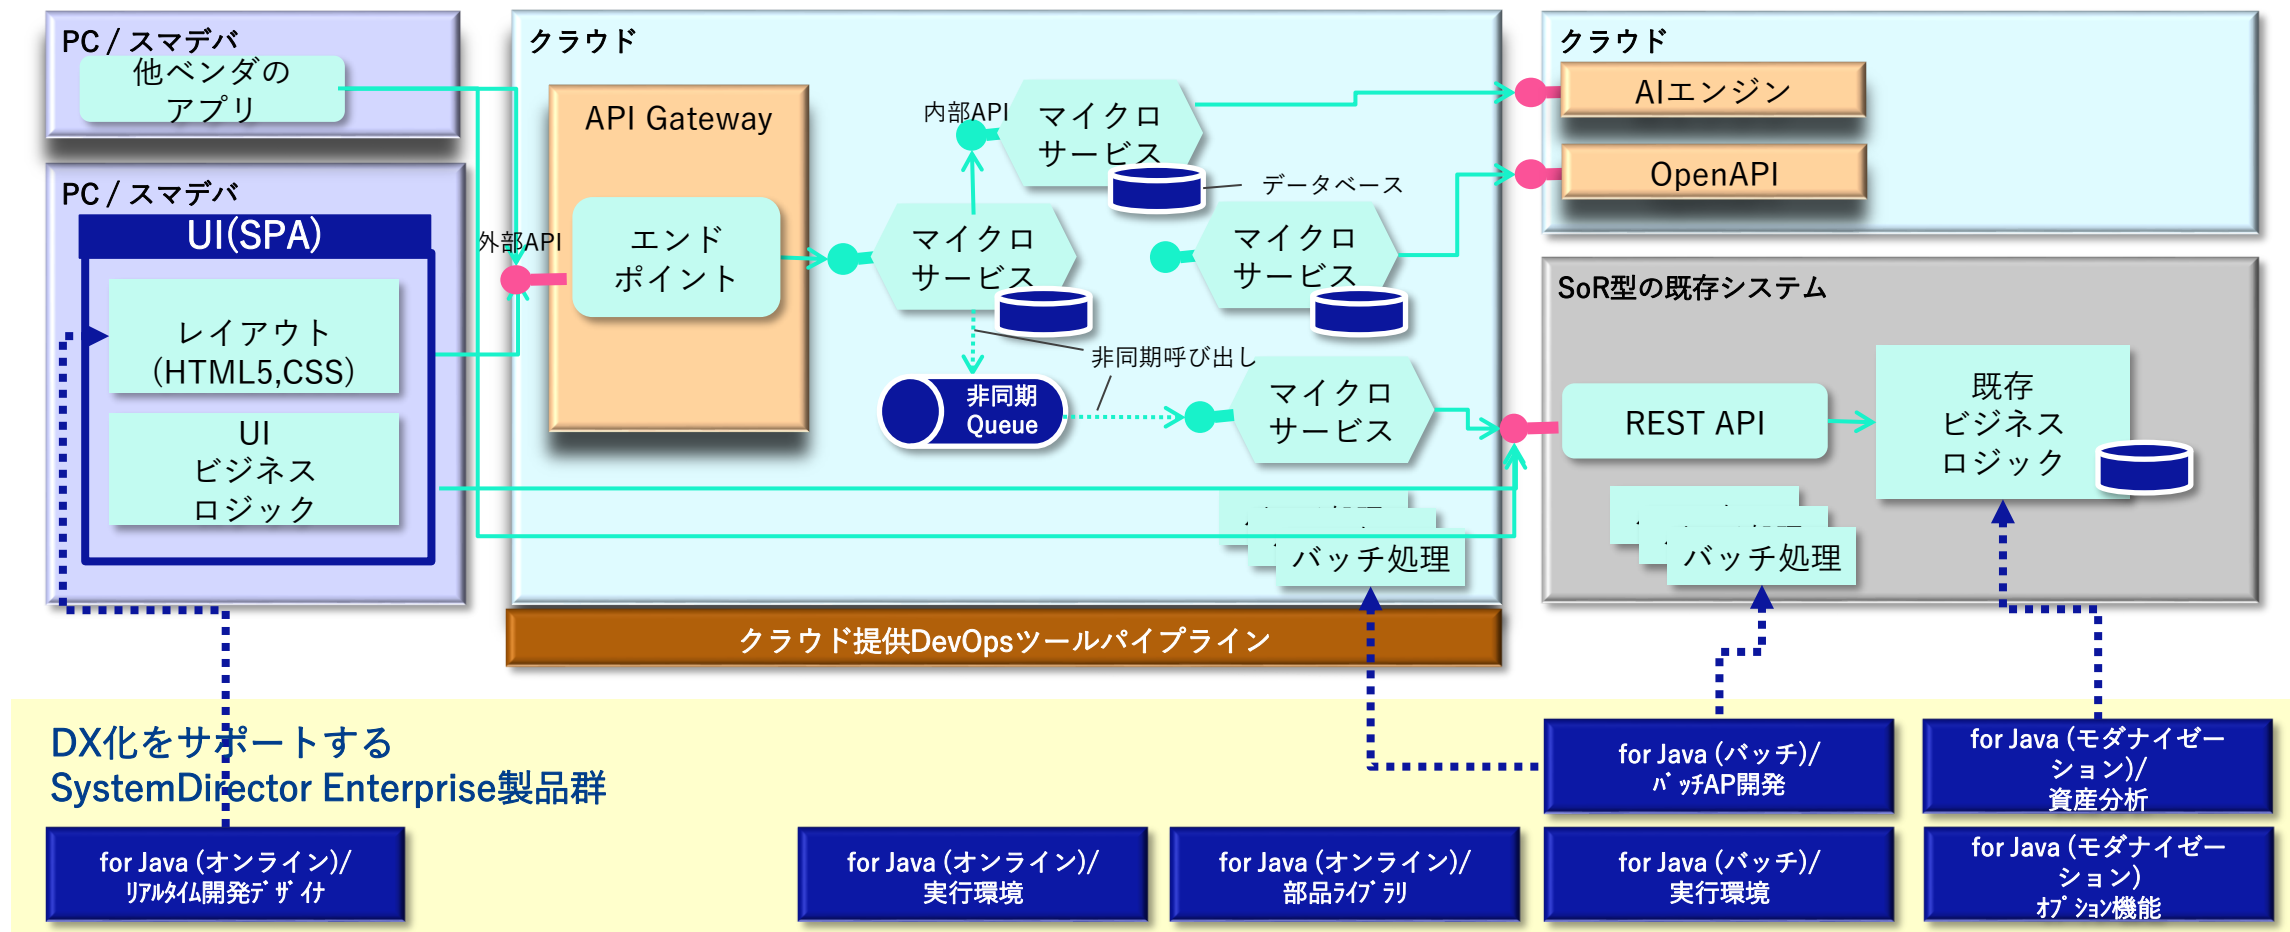 PC / スマデバ
他ベンダの
アプリ
PC / スマデバ
UI(SPA)
レイアウト
(HTML5,CSS)
UI
ビジネス
ロジック
クラウド
API Gateway
外部API
エンド
ポイント
内部API
マイクロ
サービス
データベース
マイクロ
サービス
マイクロ
サービス
非同期呼び出し
非同期
Queue
マイクロ
サービス
バッチ処理
クラウド提供DevOpsツールパイプライン
クラウド
AIエンジン
OpenAPI
SoR型の既存システム
REST API
既存
ビジネス
ロジック
バッチ処理
DX化をサポートする
SystemDirector Enterprise製品群
for Java (オンライン)/
ﾘｱﾙﾀｲﾑ開発ﾃﾞｻﾞｲﾅ
for Java (オンライン)/
実行環境
for Java (オンライン)/
部品ﾗｲﾌﾞﾗﾘ
for Java (バッチ)/
ﾊﾞｯﾁAP開発
for Java (バッチ)/
実行環境
for Java (モダナイゼー
ション)/
資産分析
for Java (モダナイゼー
ション)
ｵﾌﾟｼｮﾝ機能